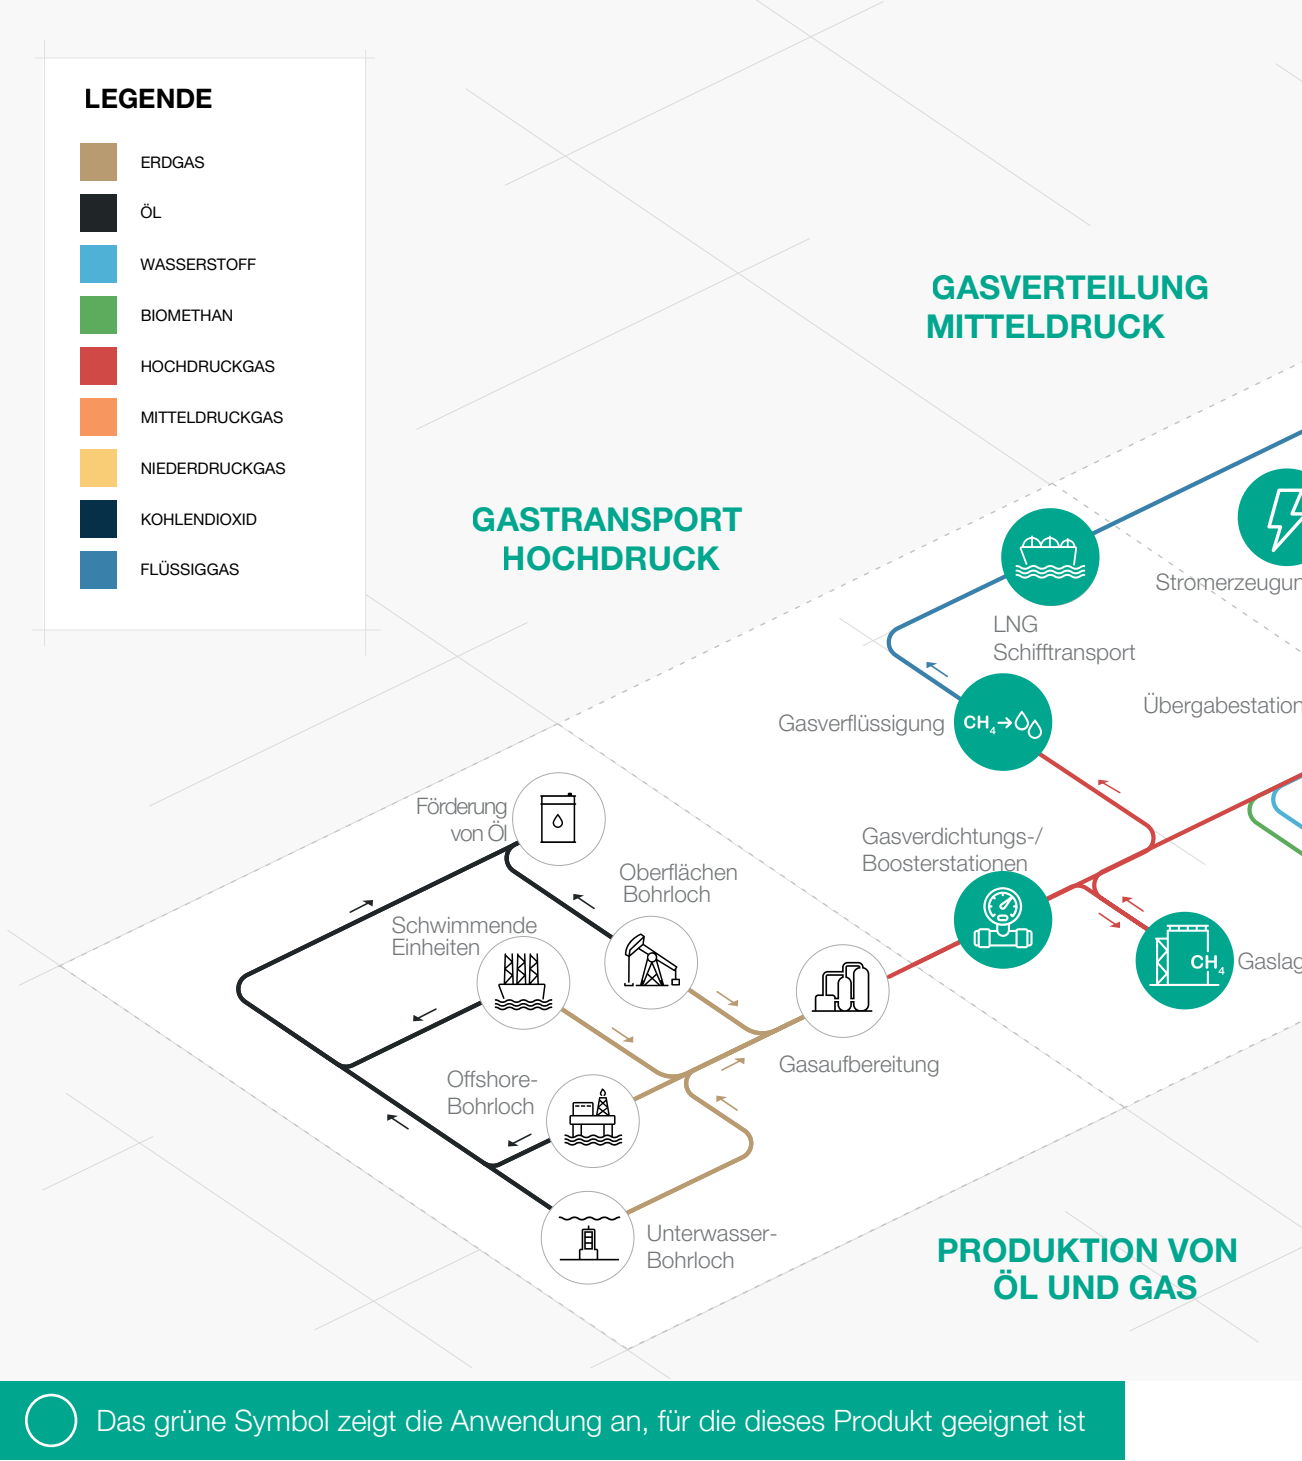 LEGENDE
ERDGAS
ÖL
WASSERSTOFF
BIOMETHAN
HOCHDRUCKGAS
MITTELDRUCKGAS
NIEDERDRUCKGAS
KOHLENDIOXID
FLÜSSIGGAS
GASVERTEILUNG
MITTELDRUCK
GASTRANSPORT
HOCHDRUCK
Stromerzeugun
LNG
Schifftransport
Übergabestation
Gasverflüssigung
CH4→
Förderung
von Öl
Gasverdichtungs-/
Boosterstationen
Oberflächen
Bohrloch
Schwimmende
Einheiten
CH4
Gaslag
Gasaufbereitung
Offshore-
Bohrloch
Unterwasser-
Bohrloch
PRODUKTION VON
ÖL UND GAS
Das grüne Symbol zeigt die Anwendung an, für die dieses Produkt geeignet ist